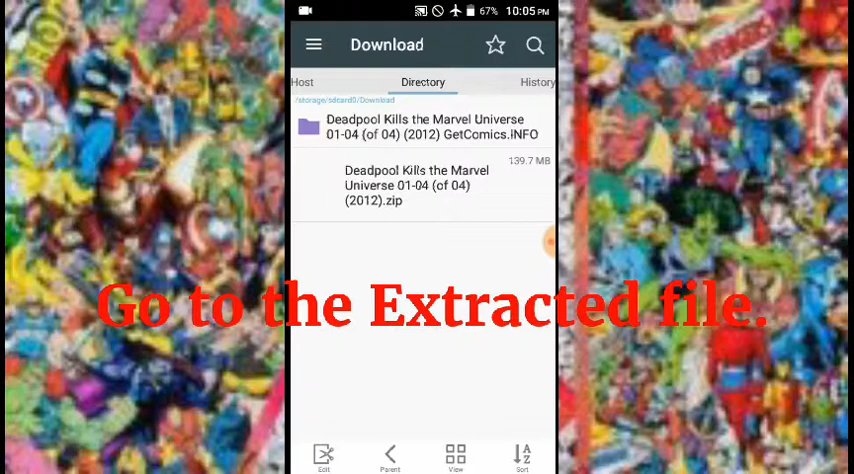 67% 10:05 PM
Download
Host Directory History
/storage/sdcard0/Download
Deadpool Kills the Marvel Universe
01-04 (of 04) (2012) GetComics.iNFO
139.7 MB
Deadpool Kills the Marvel
Universe 01-04 (of 04)
(2012).zip
Go to the Extracted file.
Edit Parent View Sort